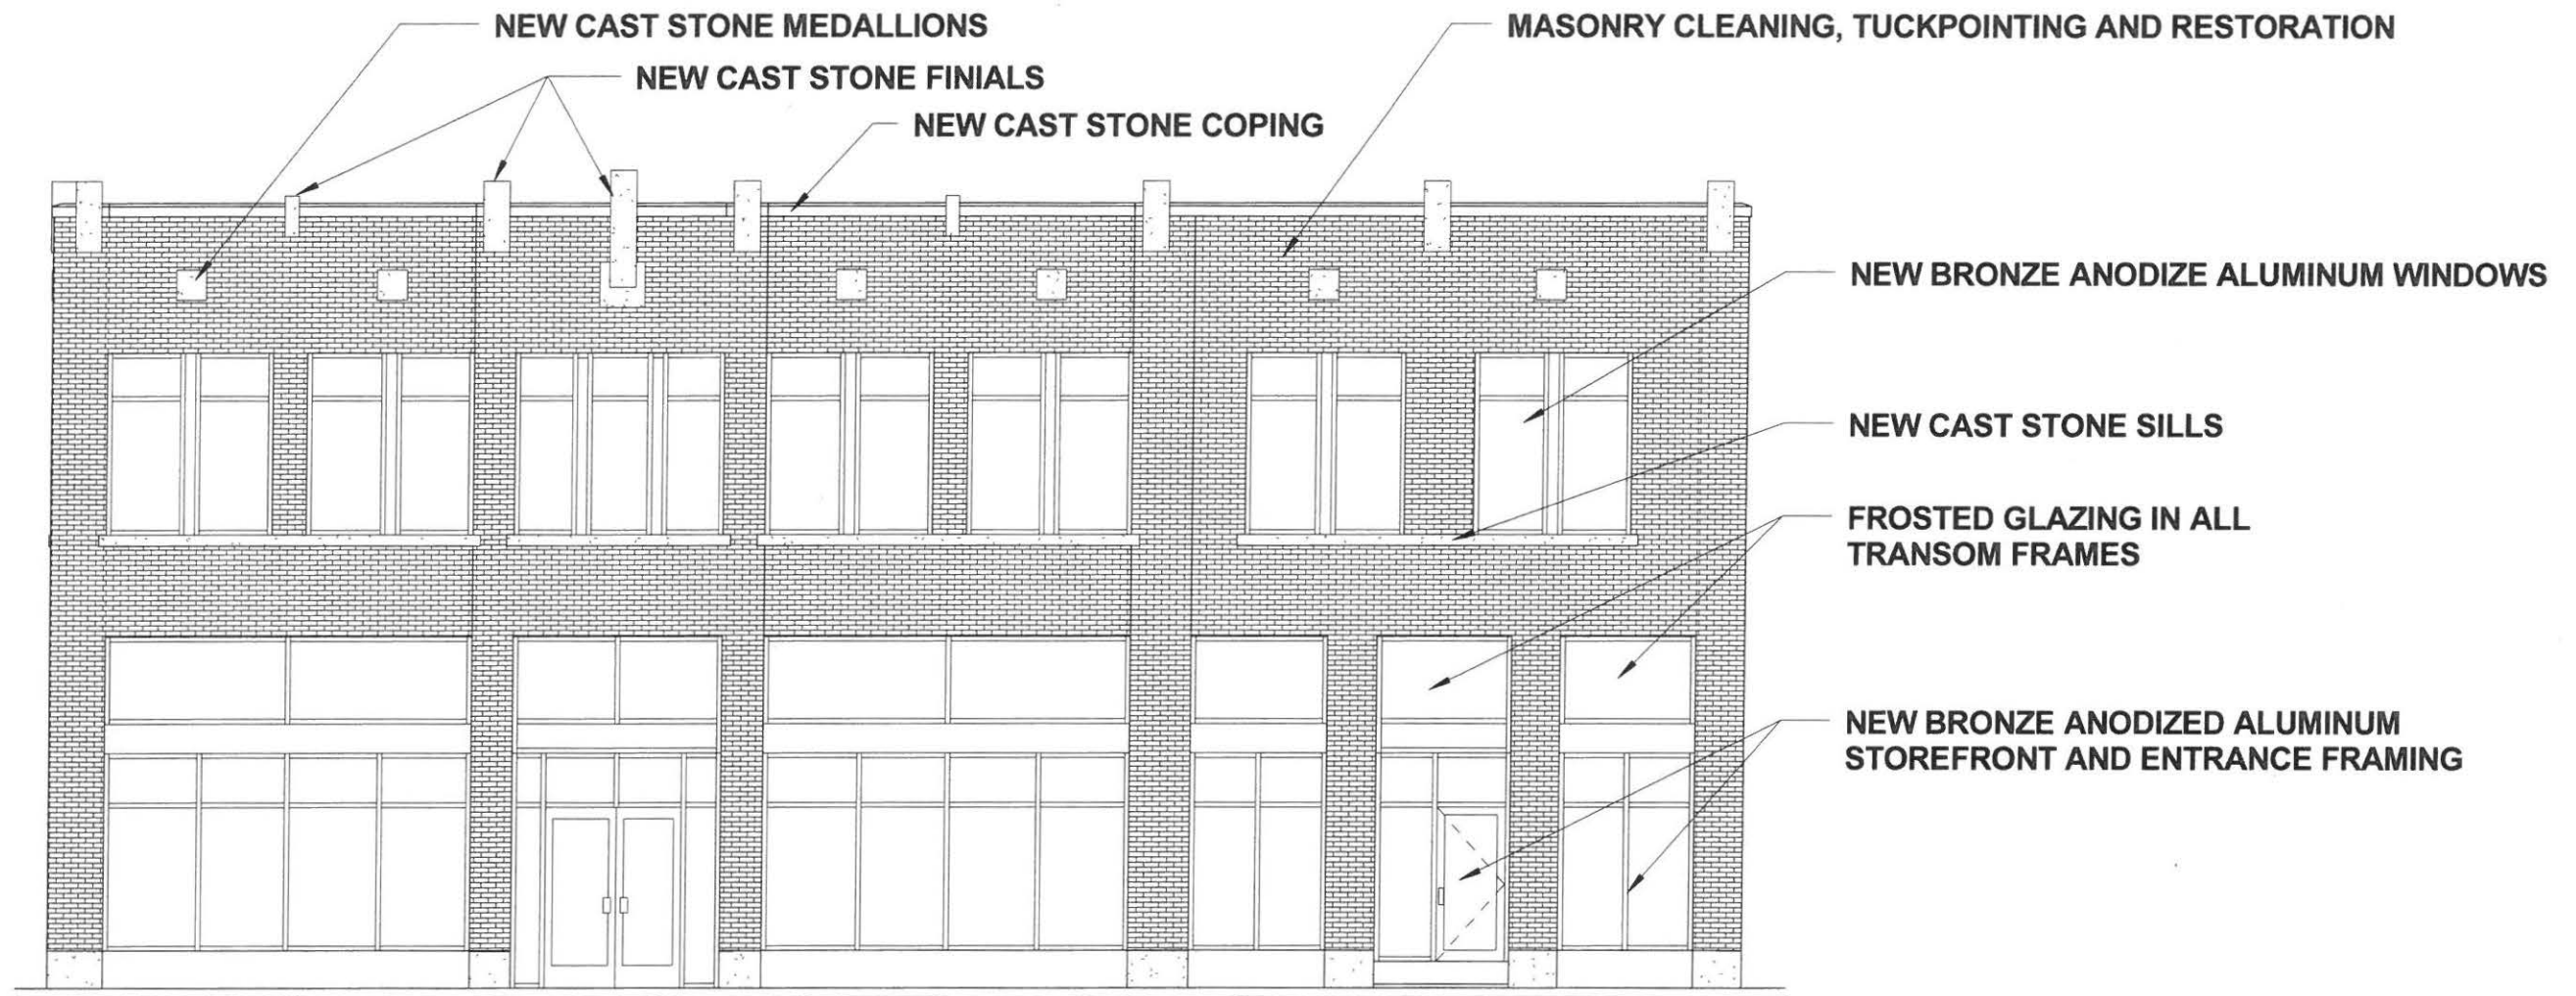 NEW CAST STONE MEDALLIONS
MASONRY CLEANING, TUCKPOINTING AND RESTORATION
NEW CAST STONE FINIALS
NEW CAST STONE COPING
NEW BRONZE ANODIZE ALUMINUM WINDOWS
NEW CAST STONE SILLS
FROSTED GLAZING IN ALL
TRANSOM FRAMES
NEW BRONZE ANODIZED ALUMINUM
STOREFRONT AND ENTRANCE FRAMING